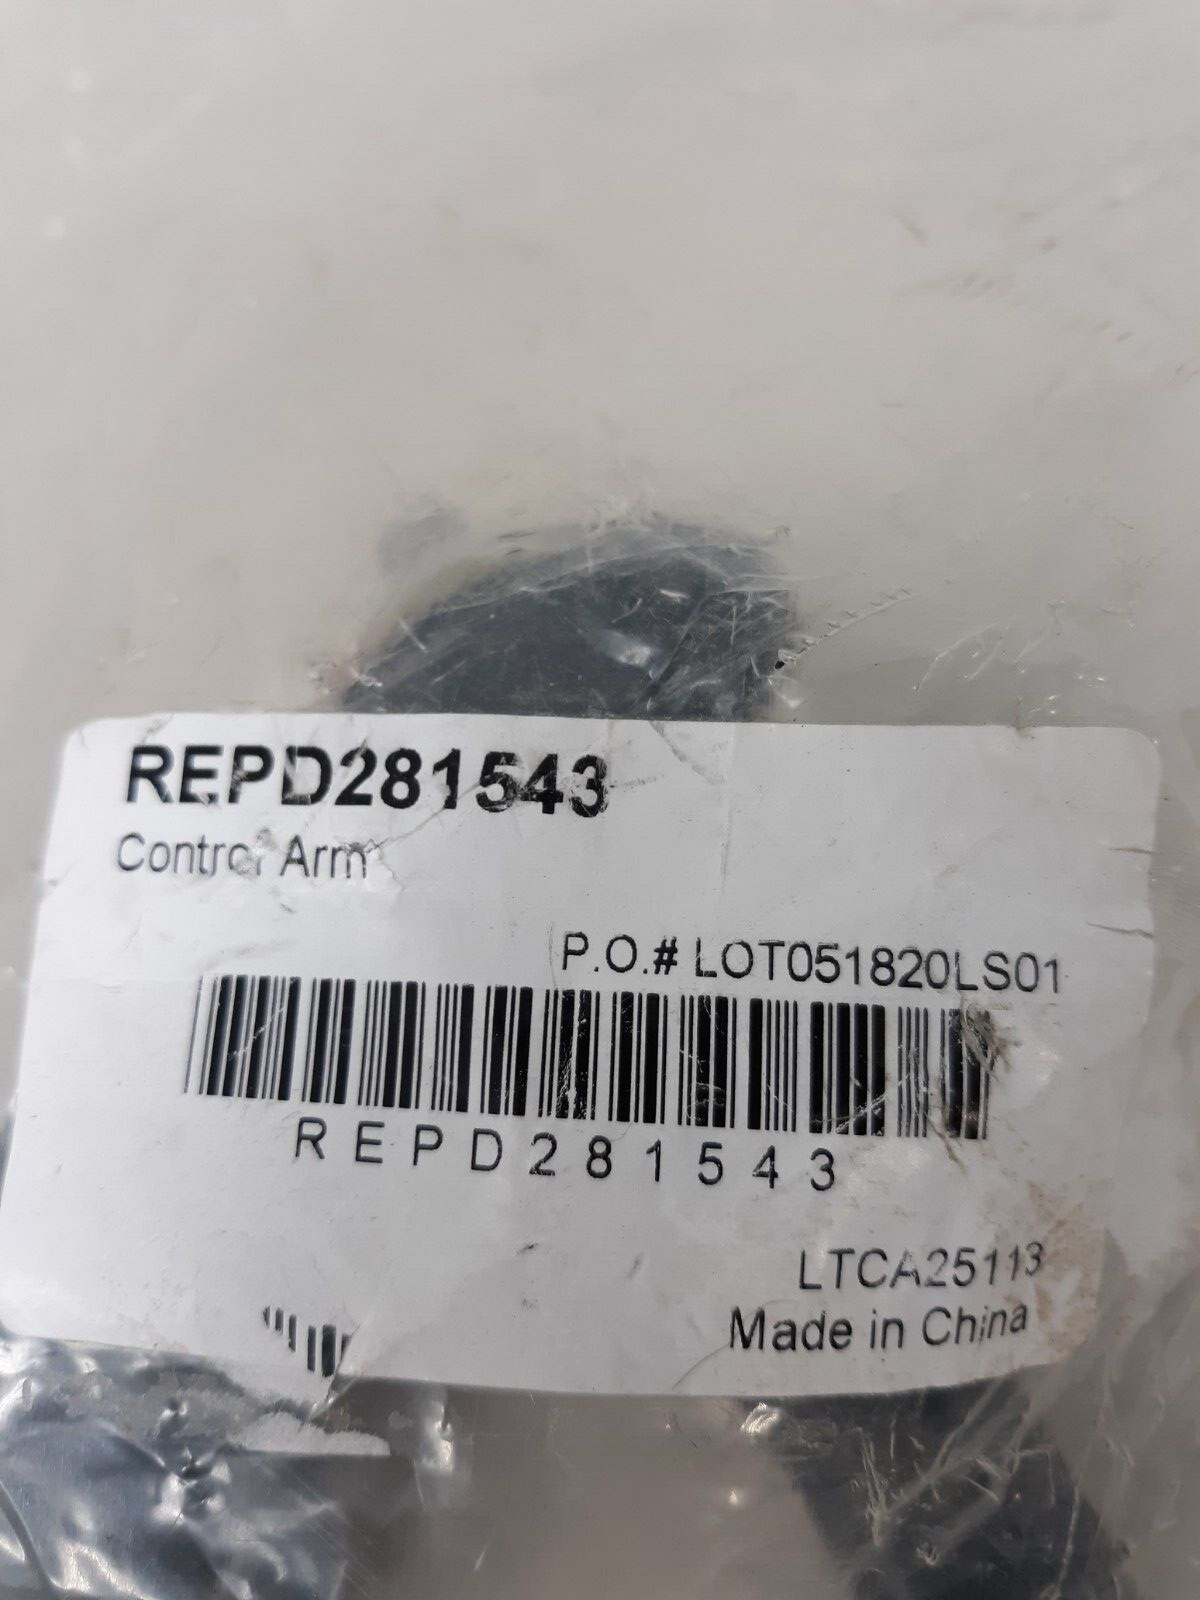 REPD281543
Control Arm
P.O.# LOT051820LS01
REPD281543
LTCA25113
Made in China